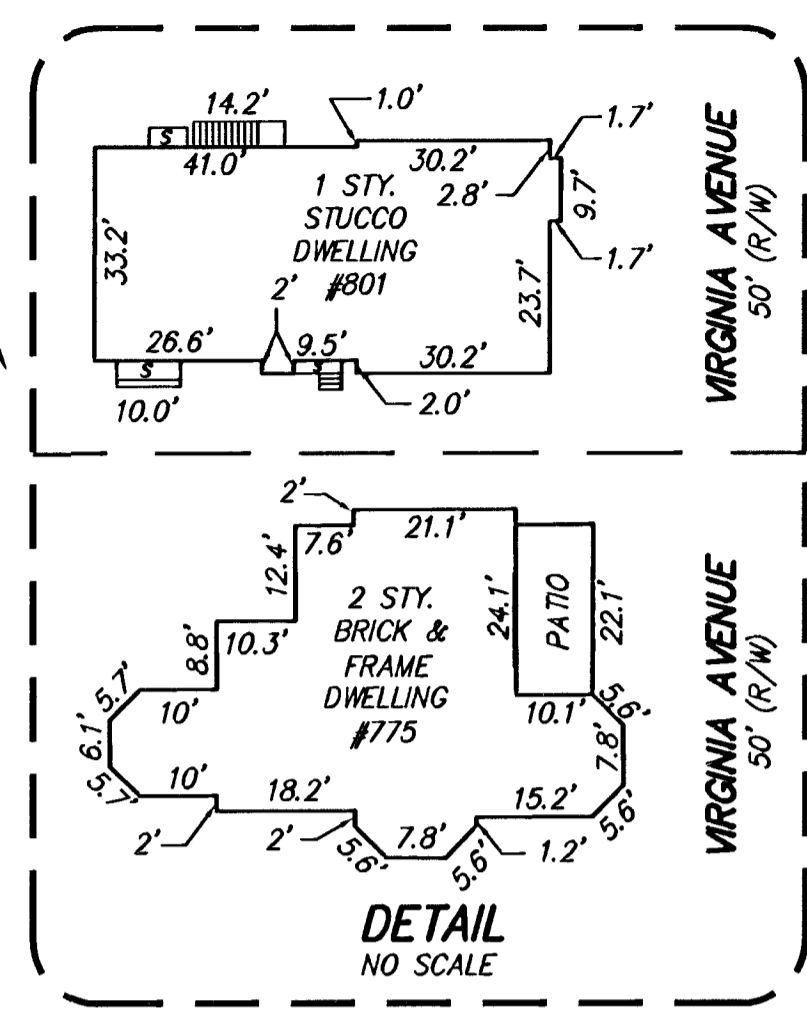 14.2'
1.0'
1.7'
S
41.0'
30.2'
2.8'
9.7'
1 STY.
STUCCO
DWELLING
#801
33.2'
2'
1.7'
23.7'
26.6'
9.5'
S
S
30.2'
10.0'
2.0'
VIRGINIA AVENUE
50' (R/W)
2'
21.1'
7.6'
12.4'
24.1'
PATIO
22.1'
2 STY.
BRICK &
FRAME
DWELLING
#775
8.8'
10.3'
5.7'
10'
10.1'
5.6'
6.1'
7.8'
5.7'
10'
18.2'
15.2'
5.6'
2'
2'
5.6'
7.8'
5.6'
1.2'
VIRGINIA AVENUE
50' (R/W)
DETAIL
NO SCALE